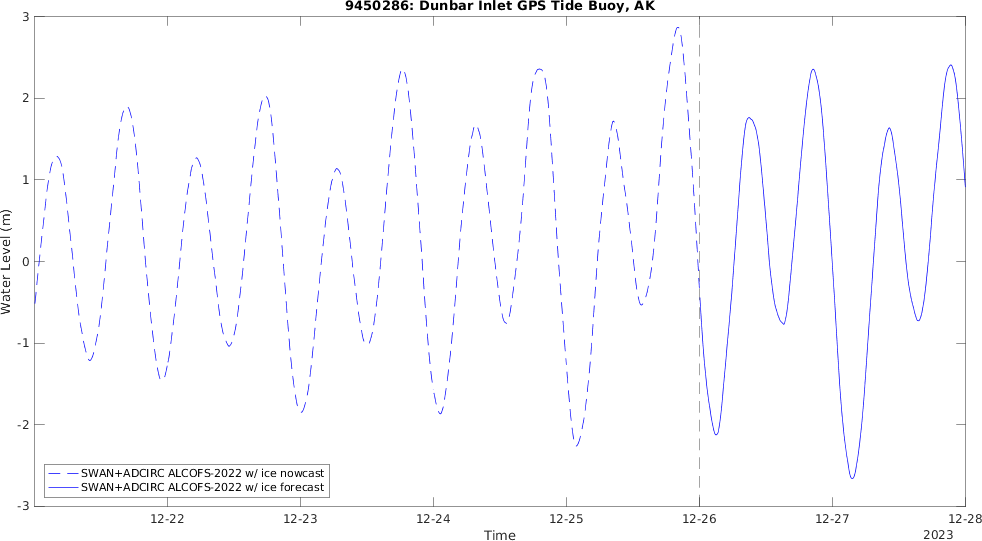 9450286: Dunbar Inlet GPS Tide Buoy, AK
3
2
1
0
-1
-2
-3
Water Level (m)
SWAN+ADCIRC ALCOFS-2022 w/ ice nowcast
SWAN+ADCIRC ALCOFS-2022 w/ ice forecast
12-22 12-23 12-24 12-25 12-26 12-27 12-28
Time
2023